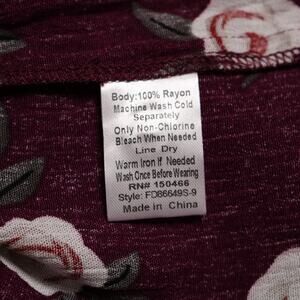 Body:100% Rayon
Machine Wash Cold
Separately
Only Non-Chlorine
Bleach When Needed
Line Dry
Warm Iron If Needed
Wash Once Before Wearing
RN# 150466
Style: FD86649S-9
Made in China